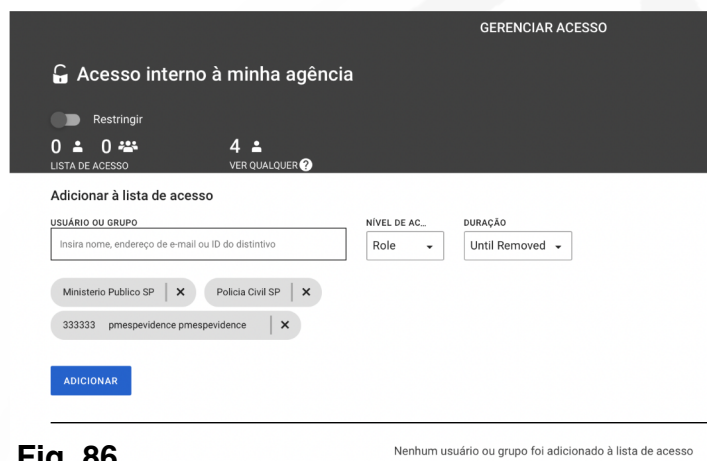 GERENCIAR ACESSO
Acesso interno à minha agência
Restringir
0 0 4
LISTA DE ACESSO VER QUALQUER ?
Adicionar à lista de acesso
USUÁRIO OU GRUPO NÍVEL DE AC... DURAÇÃO
Insira nome, endereço de e-mail ou ID do distintivo Role Until Removed
Ministerio Publico SP Policia Civil SP
333333 pmespevidence pmespevidence
ADICIONAR
Nenhum usuário ou grupo foi adicionado à lista de acesso
Fig. 86